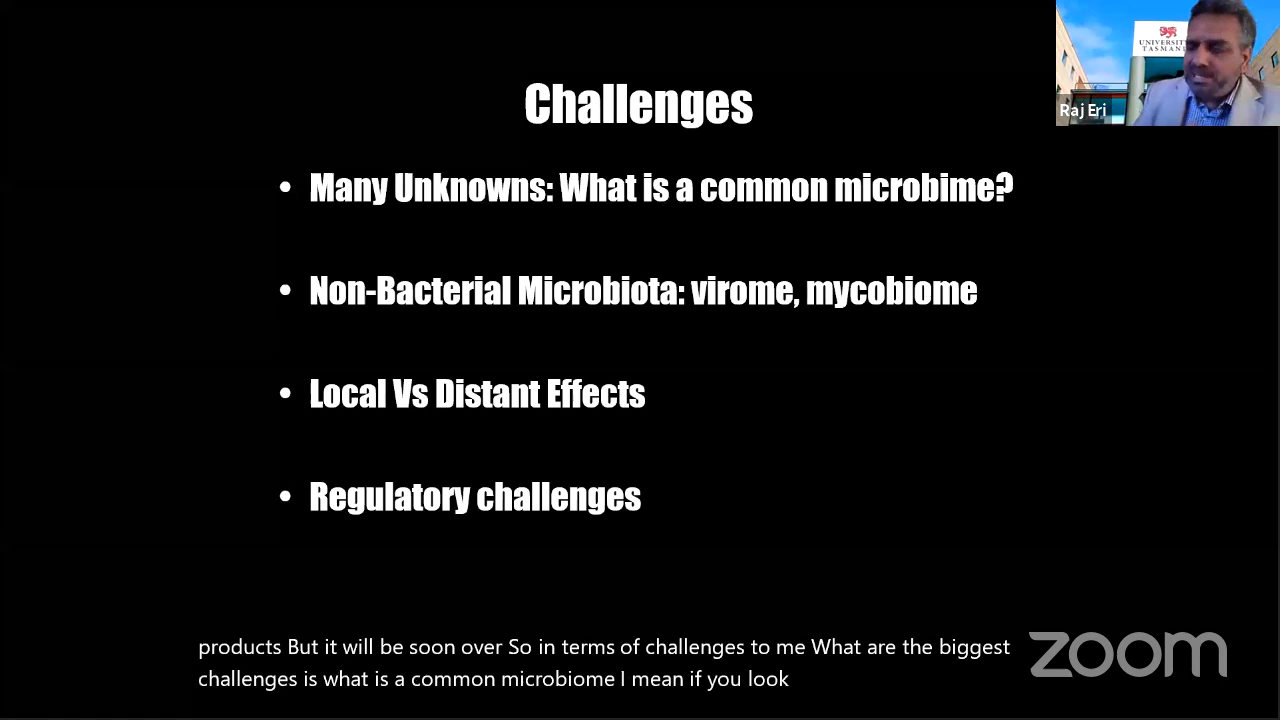 UNIVERSITY
TASMANI
Raj Eri
Challenges
• Many Unknowns: What is a common microbime?
• Non-Bacterial Microbiota: virome, mycobiome
• Local Vs Distant Effects
• Regulatory challenges
products But it will be soon over So in terms of challenges to me What are the biggest
challenges is what is a common microbiome I mean if you look
zoom